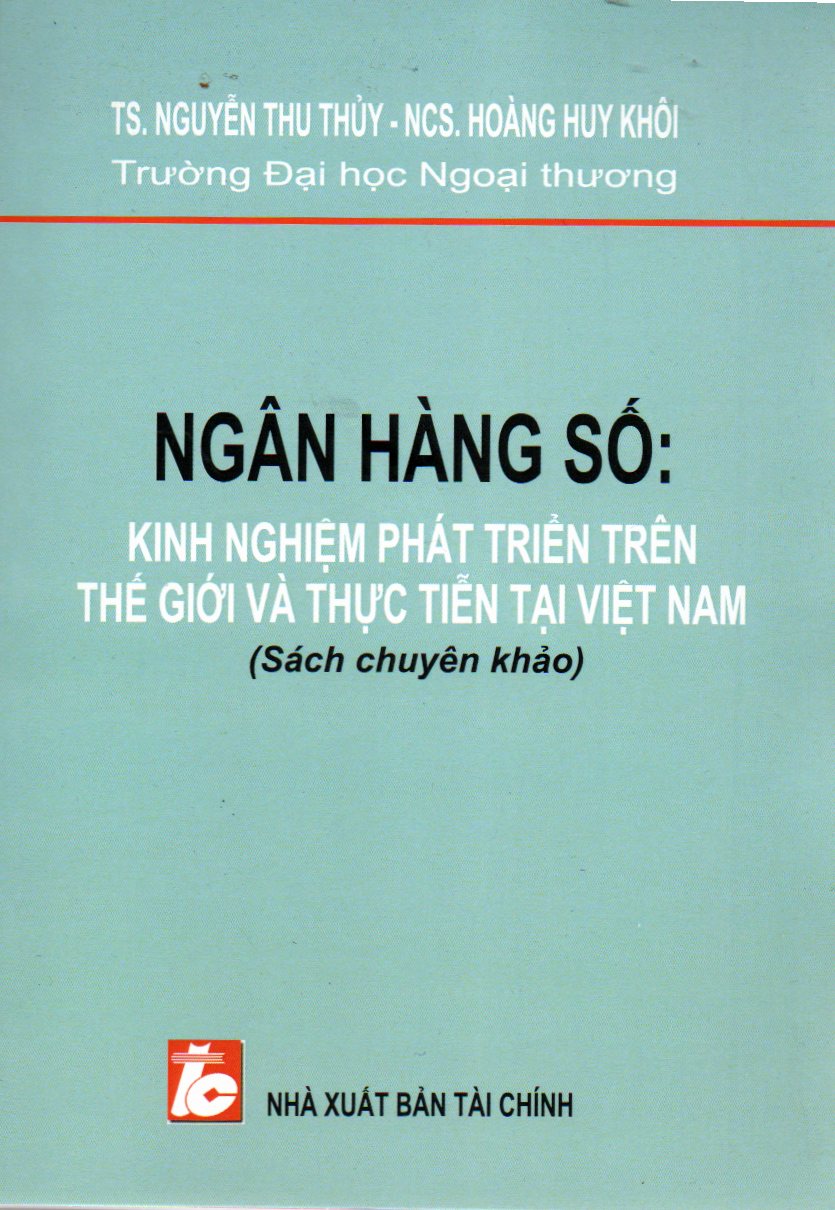 TS. NGUYỄN THU THỦY - NCS. HOÀNG HUY KHÔI
Trường Đại học Ngoại thương
NGÂN HÀNG SỐ:
KINH NGHIỆM PHÁT TRIỂN TRÊN
THẾ GIỚI VÀ THỰC TIỄN TẠI VIỆT NAM
(Sách chuyên khảo)
tc
NHÀ XUẤT BẢN TÀI CHÍNH